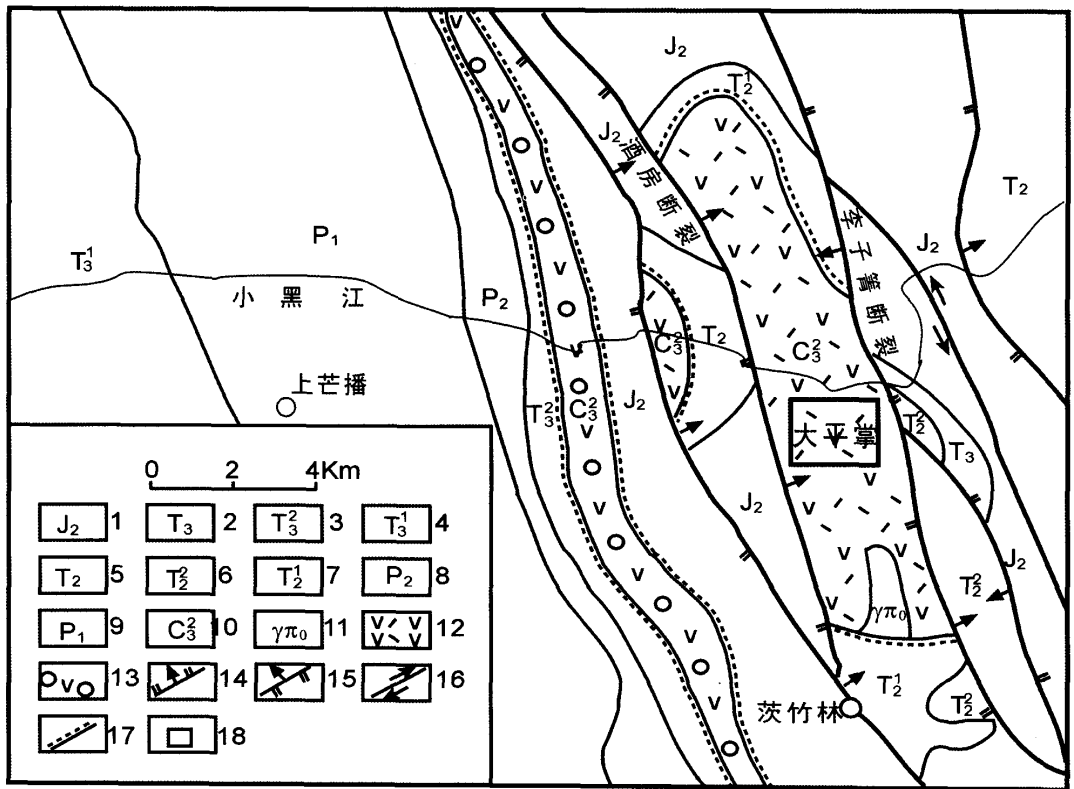 J₂
T₂¹
J₂
酒房断裂
T₂
P₁
T₃¹
小黑江
P₂
李子箐断裂
J₂
C₃²
T₂
C₃²
上芒播
T₃²
C₃²
J₂
大平掌
T₂²
T₃
J₂
γπ₀
T₂²
J₂
茨竹林
T₂¹
T₂²
0 2 4Km
J₂ 1 T₃ 2 T₃² 3 T₃¹ 4
T₂ 5 T₂² 6 T₂¹ 7 P₂ 8
P₁ 9 C₃² 10 γπ₀ 11 12
13 14 15 16
17 18